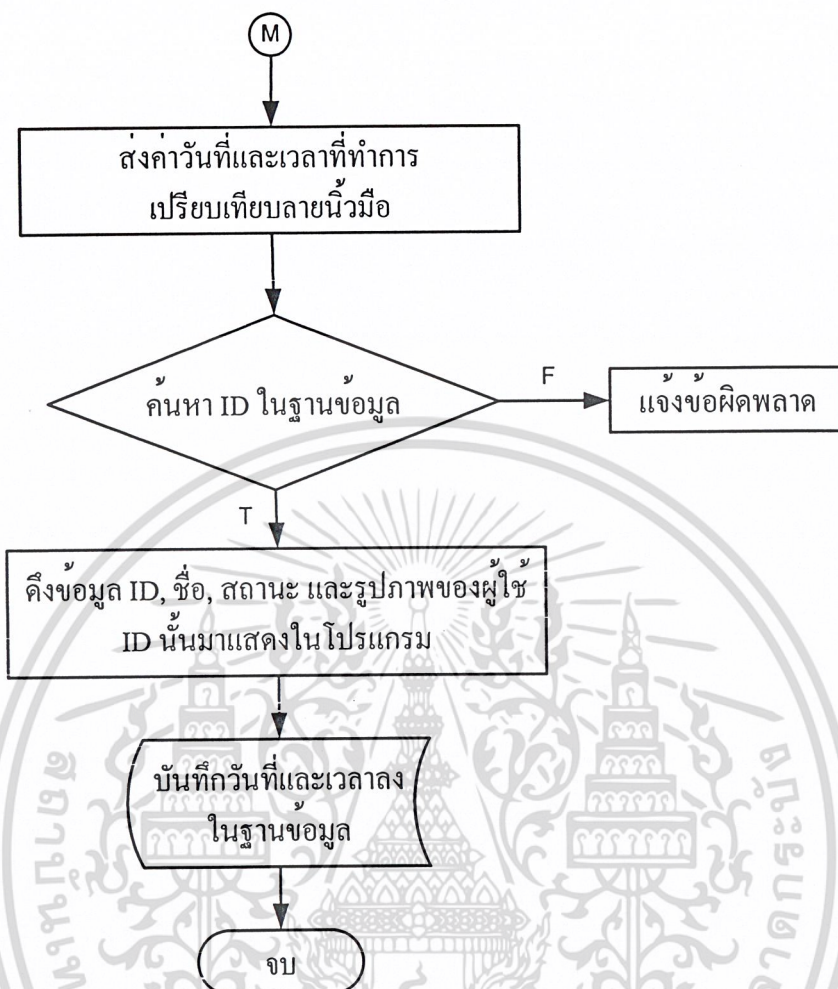 M
ส่งค่าวันที่และเวลาที่ทำการ
เปรียบเทียบลายนิ้วมือ
ค้นหา ID ในฐานข้อมูล
F
แจ้งข้อผิดพลาด
T
ดึงข้อมูล ID, ชื่อ, สถานะ และรูปภาพของผู้ใช้
ID นั้นมาแสดงในโปรแกรม
บันทึกวันที่และเวลาลง
ในฐานข้อมูล
จบ